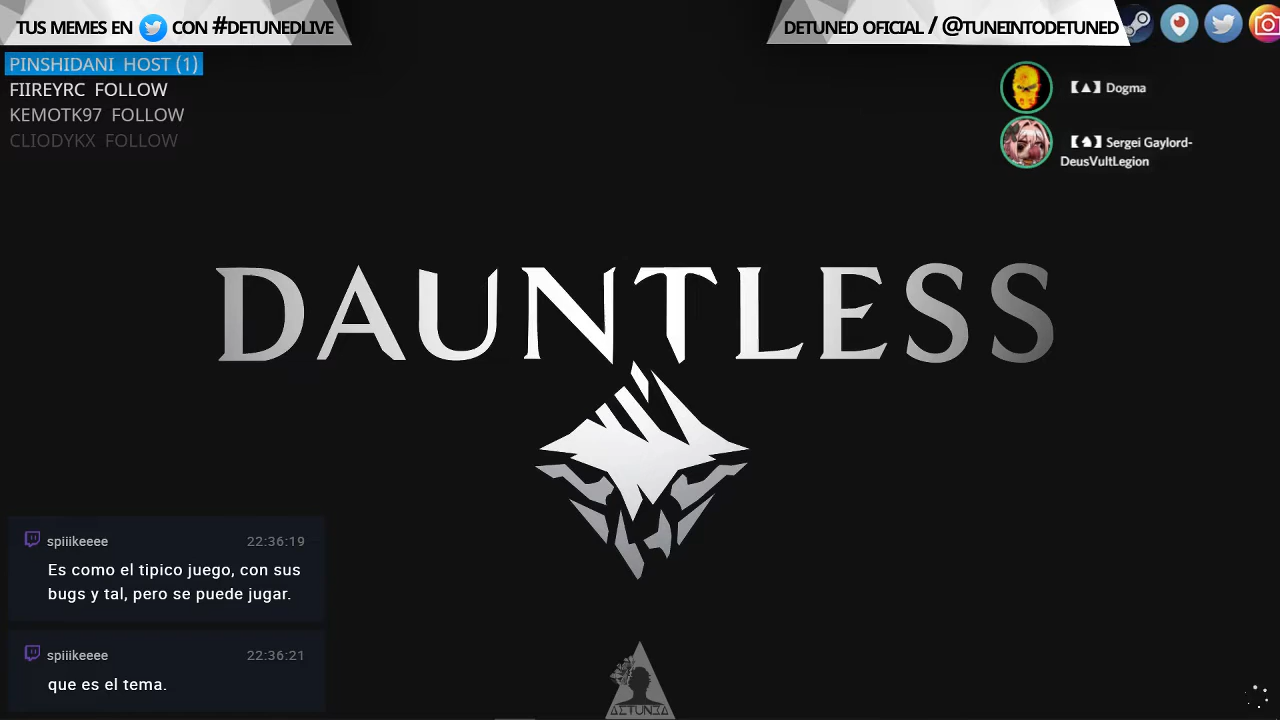 TUS MEMES EN CON #DETUNEDLIVE
DETUNED OFICIAL / @TUNEINTODETUNED
PINSHIDANI HOST (1)
FIIREYRC FOLLOW
KEMOTK97 FOLLOW
CLIODYKX FOLLOW
【▲】 Dogma
【♞】 Sergei Gaylord-
DeusVultLegion
DAUNTLESS
spiiikeeee 22:36:19
Es como el tipico juego, con sus
bugs y tal, pero se puede jugar.
spiiikeeee 22:36:21
que es el tema.